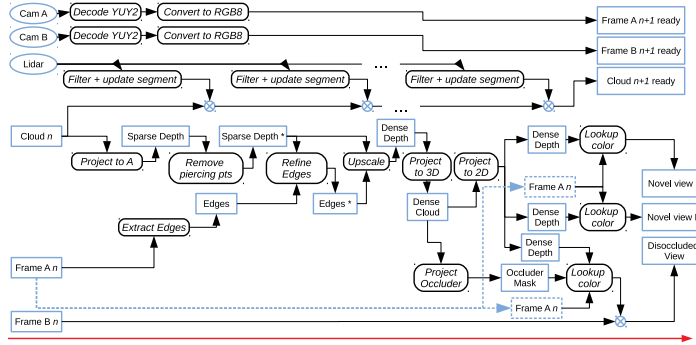 Cam A
Decode YUY2
Convert to RGB8
Frame A n+1 ready
Cam B
Decode YUY2
Convert to RGB8
Frame B n+1 ready
Lidar
...
Filter + update segment
Filter + update segment
Filter + update segment
Cloud n+1 ready
...
Cloud n
Sparse Depth
Sparse Depth *
Dense
Depth
Dense
Depth
Lookup
color
Project to A
Remove
piercing pts
Refine
Edges
Upscale
Project
to 3D
Project
to 2D
Frame A n
Novel view
Edges
Edges *
Dense
Cloud
Dense
Depth
Lookup
color
Novel view
Extract Edges
Dense
Depth
Disoccluded
View
Frame A n
Project
Occluder
Occluder
Mask
Lookup
color
Frame A n
Frame B n